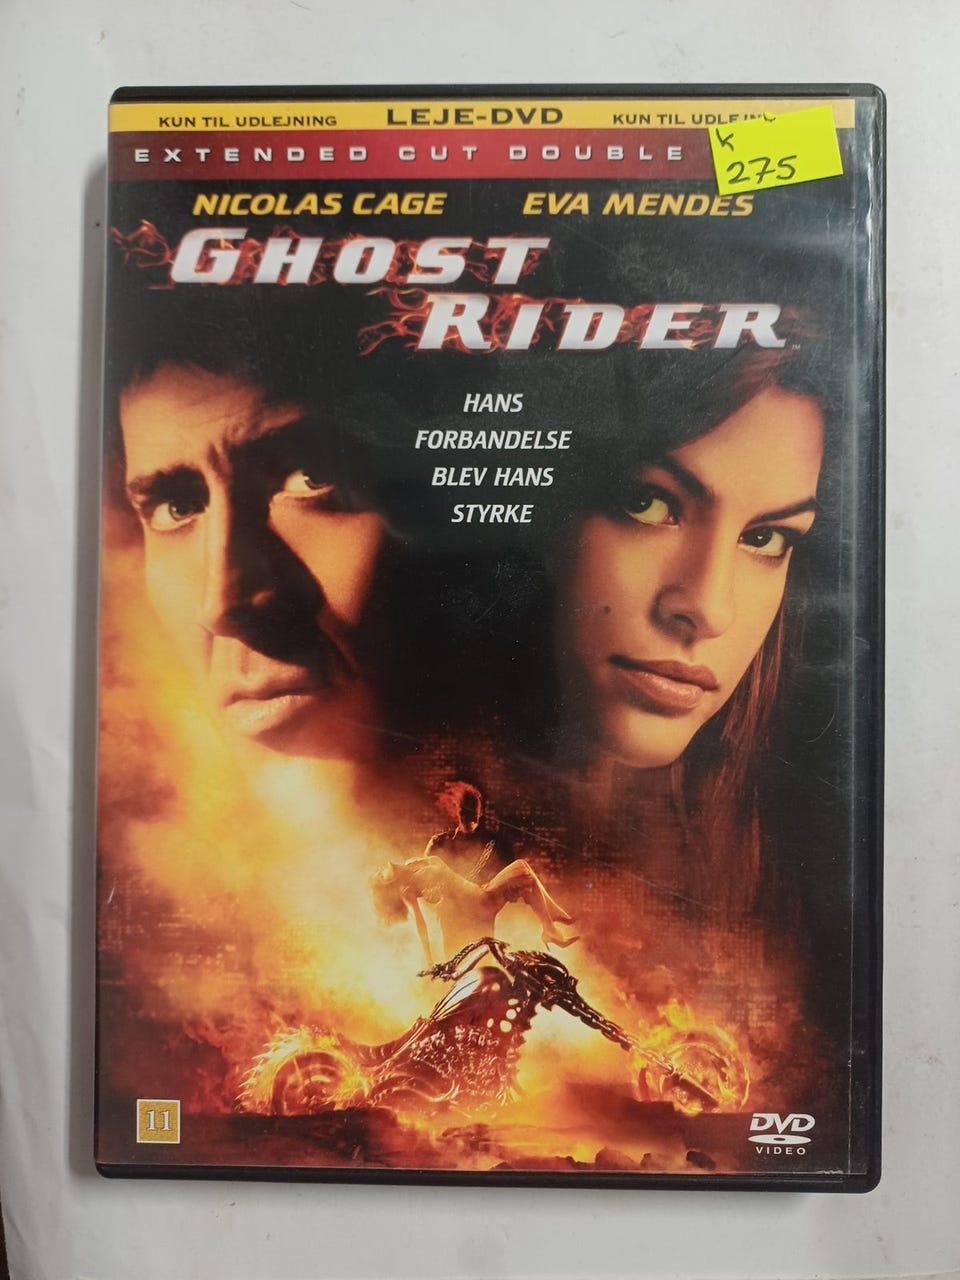 KUN TIL UDLEJNING LEJE-DVD KUN TIL
EXTENDED CUT DOUBLE
K
275
NICOLAS CAGE EVA MENDES
GHOST
RIDER
TM
HANS
FORBANDELSE
BLEV HANS
STYRKE
11
DVD
VIDEO